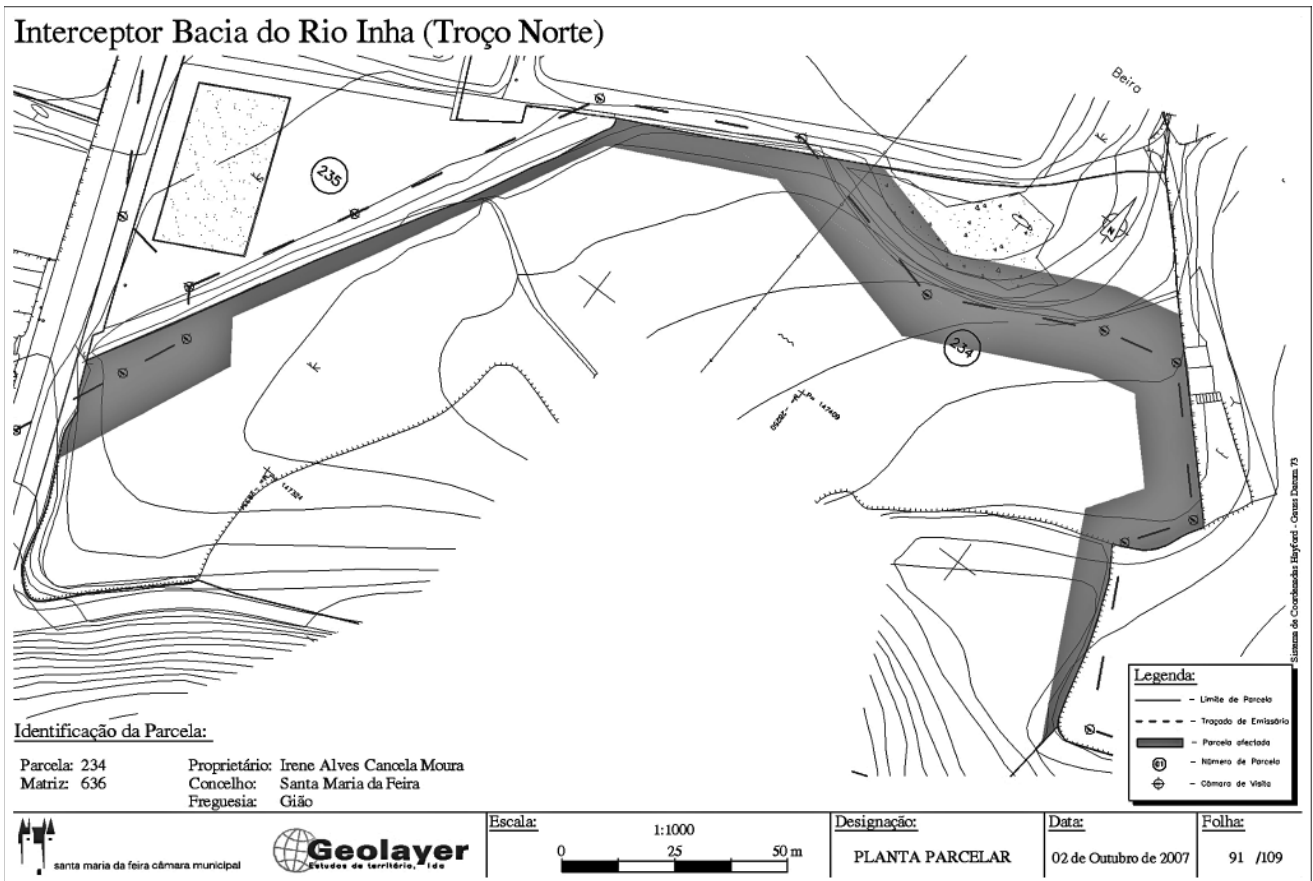 Interceptor Bacia do Rio Inha (Troço Norte)
Beira
235
N
234
147409
147324
Sistema de Coordenadas Hayford - Gauss Datum 73
Legenda:
- Limite de Parcela
- Traçado de Emissário
- Parcela afectada
- Número de Parcela
- Câmara de Visita
Identificação da Parcela:
Parcela: 234
Matriz: 636
Proprietário: Irene Alves Cancela Moura
Concelho: Santa Maria da Feira
Freguesia: Gião
santa maria da feira câmara municipal
Geolayer
Estudos de território, lda
Escala:
1:1000
0 25 50 m
Designação:
PLANTA PARCELAR
Data:
02 de Outubro de 2007
Folha:
91 /109